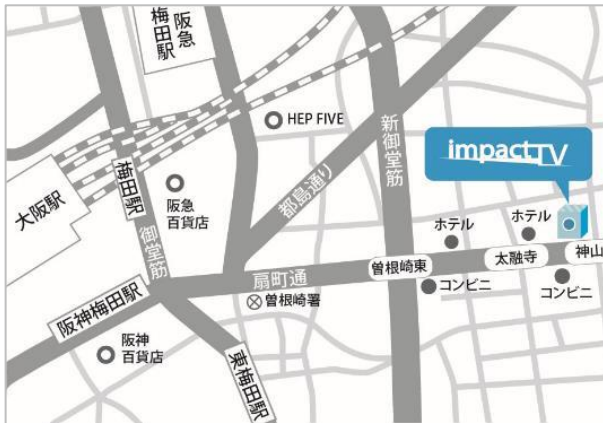 阪急
梅田駅
HEP FIVE
新御堂筋
impactTV
大阪駅
梅田駅
阪急
百貨店
都島通り
御堂筋
ホテル
ホテル
太融寺
神山
曽根崎東
扇町通
コンビニ
コンビニ
曽根崎署
阪神梅田駅
阪神
百貨店
東梅田駅